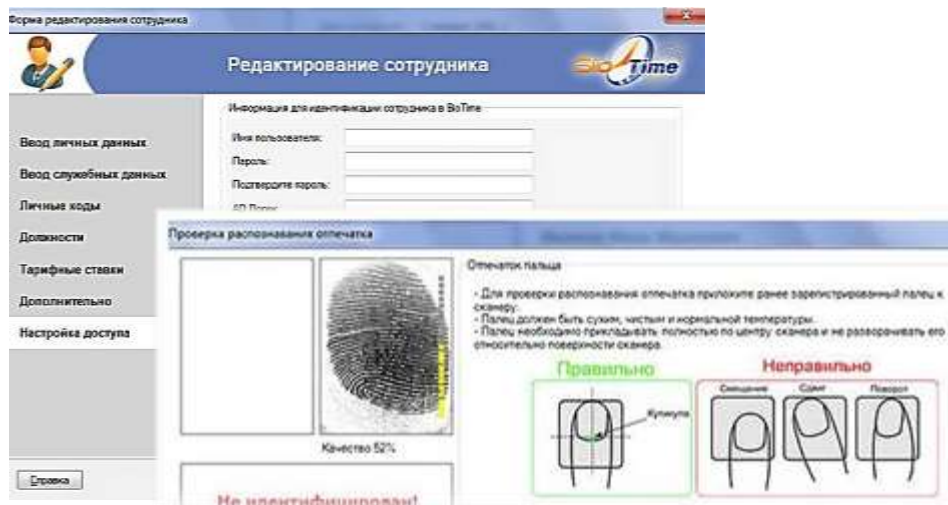 Форма редактирования сотрудника
Редактирование сотрудника
BioTime
Информация для идентификации сотрудника в BioTime
Имя пользователя:
Пароль:
Подтвердите пароль:
Ввод личных данных
Ввод служебных данных
Личные коды
Должности
Тарифные ставки
Дополнительно
Настройка доступа
Справка
Проверка распознавания отпечатка
Качество 52%
Не идентифицирован!
Отпечаток пальца
- Для проверки распознавания отпечатка приложите ранее зарегистрированный палец к
сканеру.
- Палец должен быть сухим, чистым и нормальной температуры.
- Палец необходимо прикладывать полностью по центру сканера и не разворачивать его
относительно поверхности сканера.
Правильно
Кутикула
Неправильно
Смещение
Сдвиг
Поворот